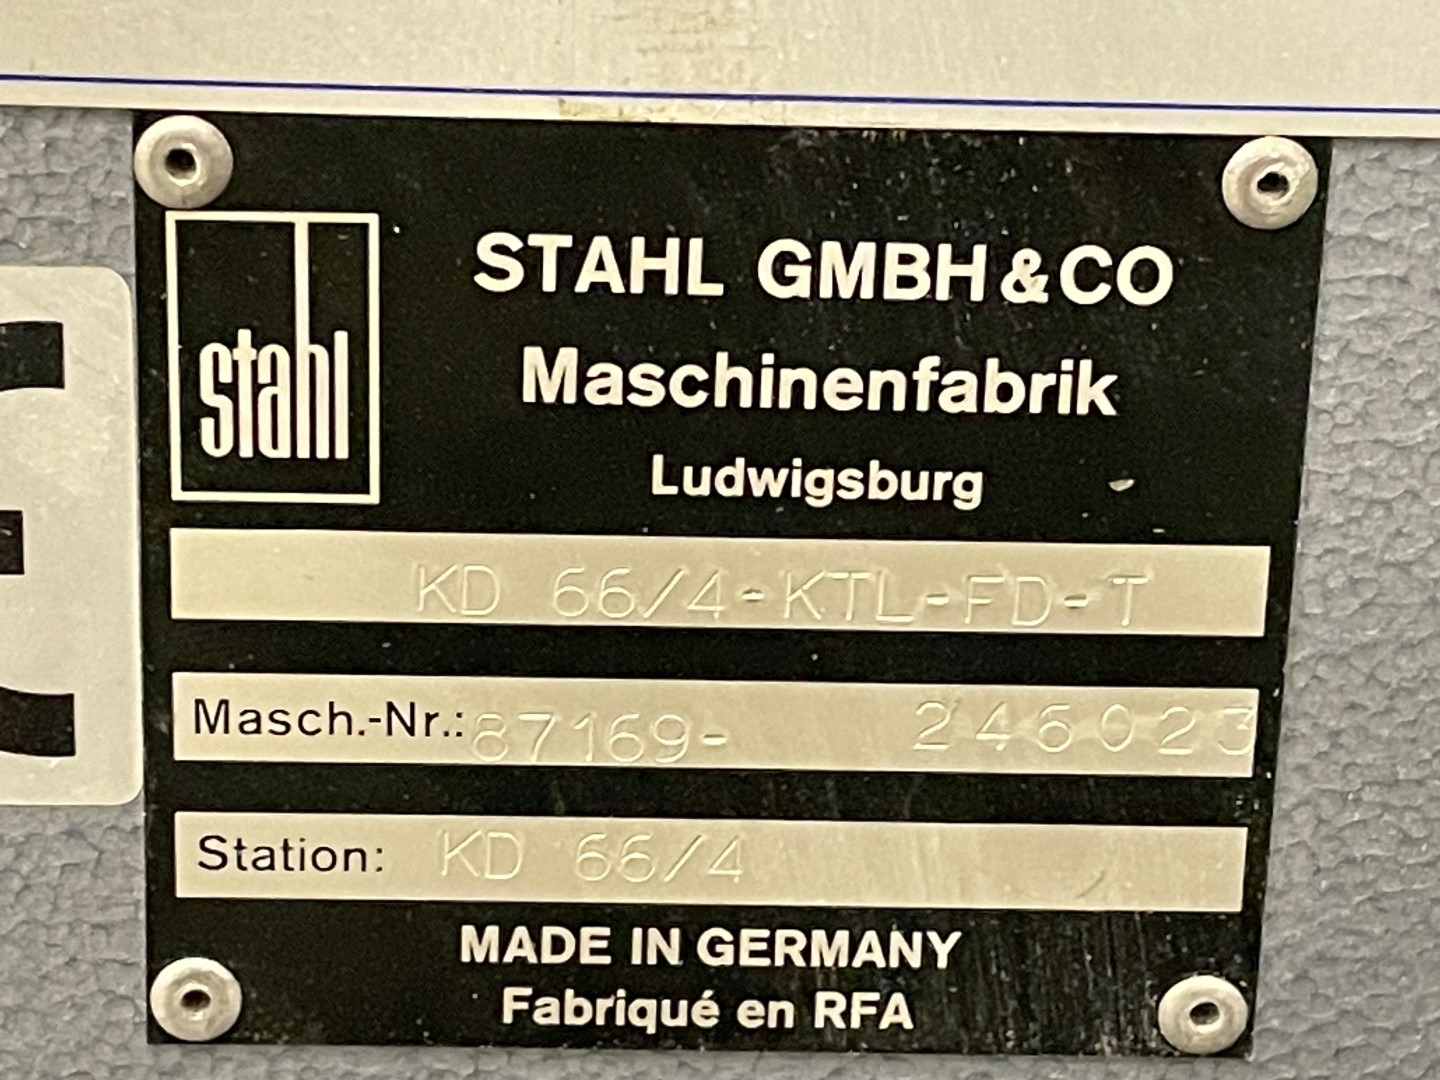 stahl
STAHL GMBH & CO
Maschinenfabrik
Ludwigsburg
KD 66/4-KTL-FD-T
Masch.-Nr.: 87169- 246023
Station: KD 66/4
MADE IN GERMANY
Fabriqué en RFA